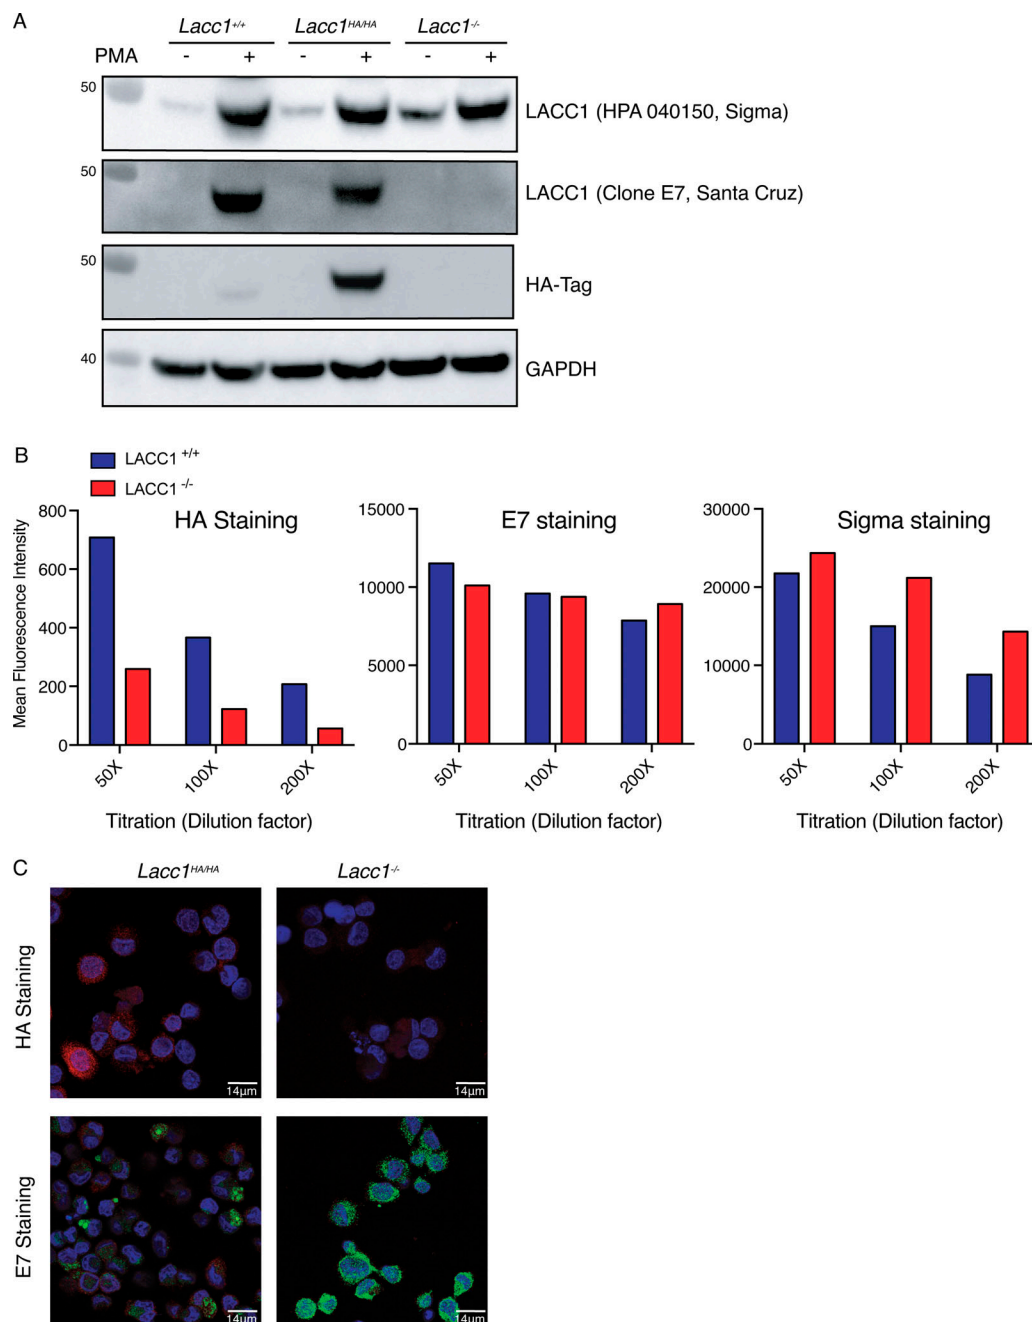 A
Lacc1+/+ Lacc1HA/HA Lacc1-/-
PMA - + - + - +
50 LACC1 (HPA 040150, Sigma)
50 LACC1 (Clone E7, Santa Cruz)
50 HA-Tag
40 GAPDH
B
LACC1 +/+
LACC1 -/-
HA Staining E7 staining Sigma staining
Mean Fluorescence Intensity
800 15000 30000
600
400 10000 20000
200 5000 10000
0 0 0
50X 100X 200X 50X 100X 200X 50X 100X 200X
Titration (Dilution factor) Titration (Dilution factor) Titration (Dilution factor)
C
Lacc1HA/HA Lacc1-/-
HA Staining
14µm 14µm
E7 Staining
14µm 14µm